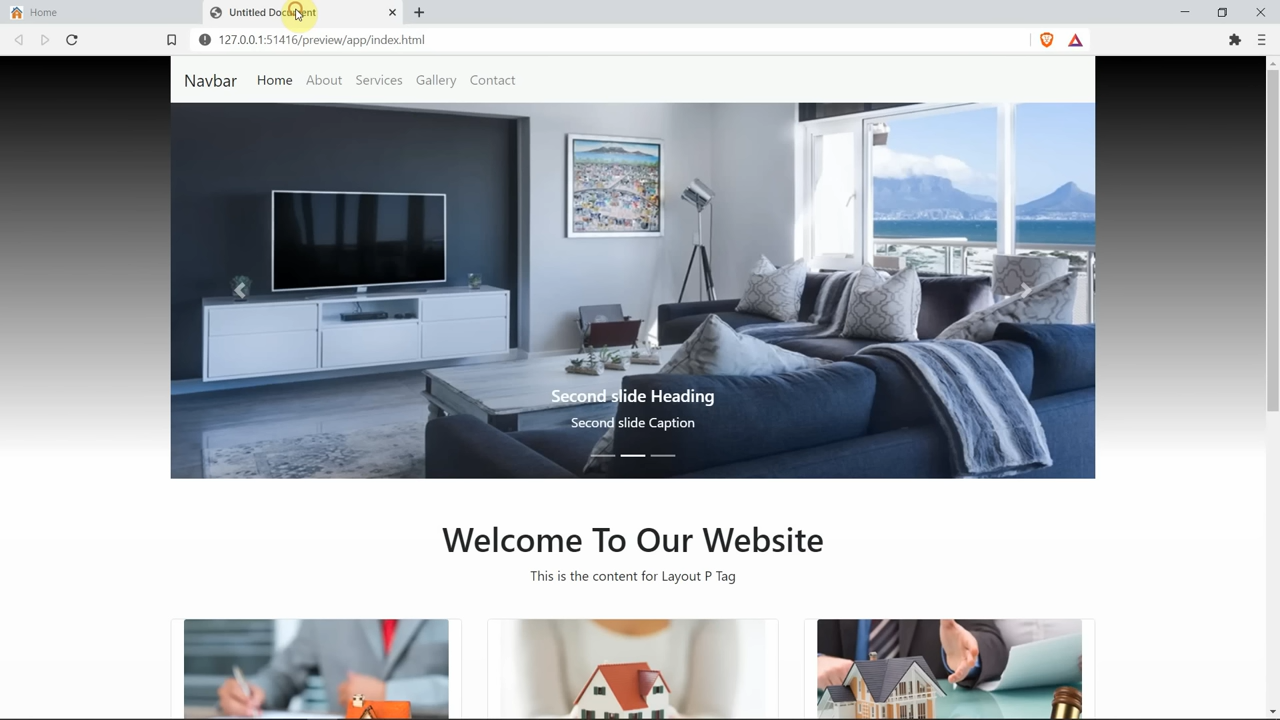 Home
Untitled Document
127.0.0.1:51416/preview/app/index.html
Navbar Home About Services Gallery Contact
Second slide Heading
Second slide Caption
Welcome To Our Website
This is the content for Layout P Tag